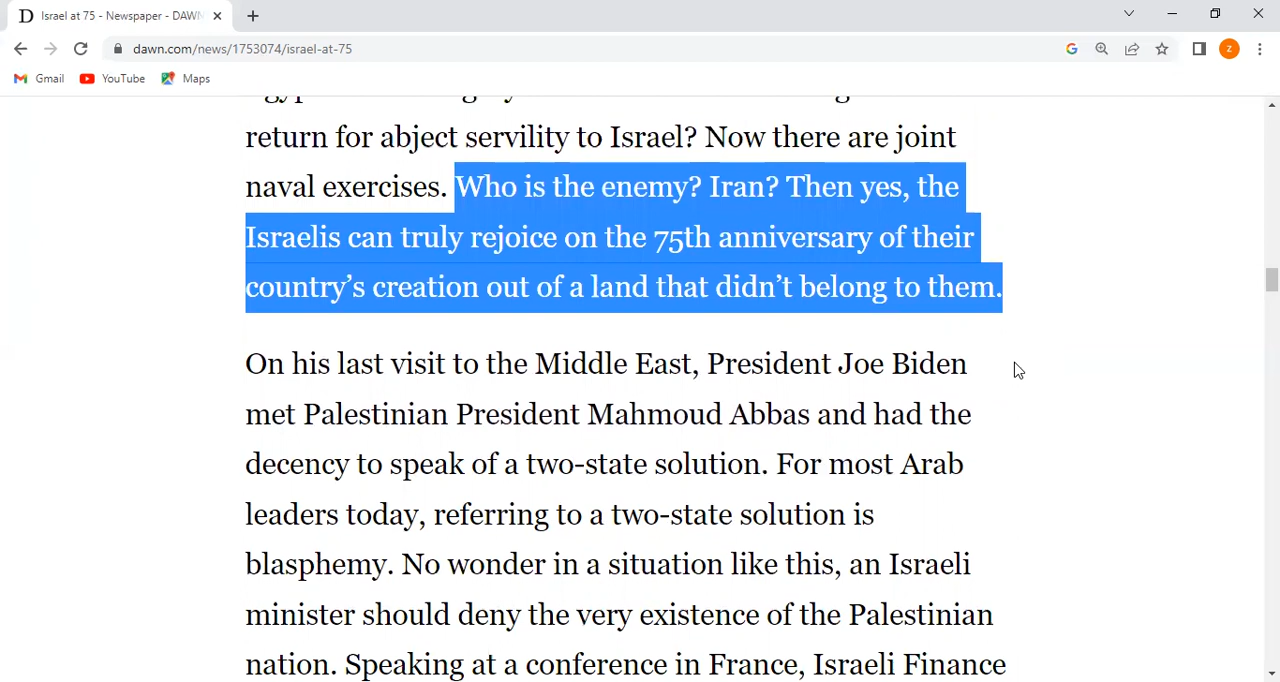 Israel at 75 - Newspaper - DAWN
dawn.com/news/1753074/israel-at-75
Z
Gmail
YouTube
Maps
return for abject servility to Israel? Now there are joint
naval exercises. Who is the enemy? Iran? Then yes, the
Israelis can truly rejoice on the 75th anniversary of their
country’s creation out of a land that didn’t belong to them.
On his last visit to the Middle East, President Joe Biden
met Palestinian President Mahmoud Abbas and had the
decency to speak of a two-state solution. For most Arab
leaders today, referring to a two-state solution is
blasphemy. No wonder in a situation like this, an Israeli
minister should deny the very existence of the Palestinian
nation. Speaking at a conference in France, Israeli Finance